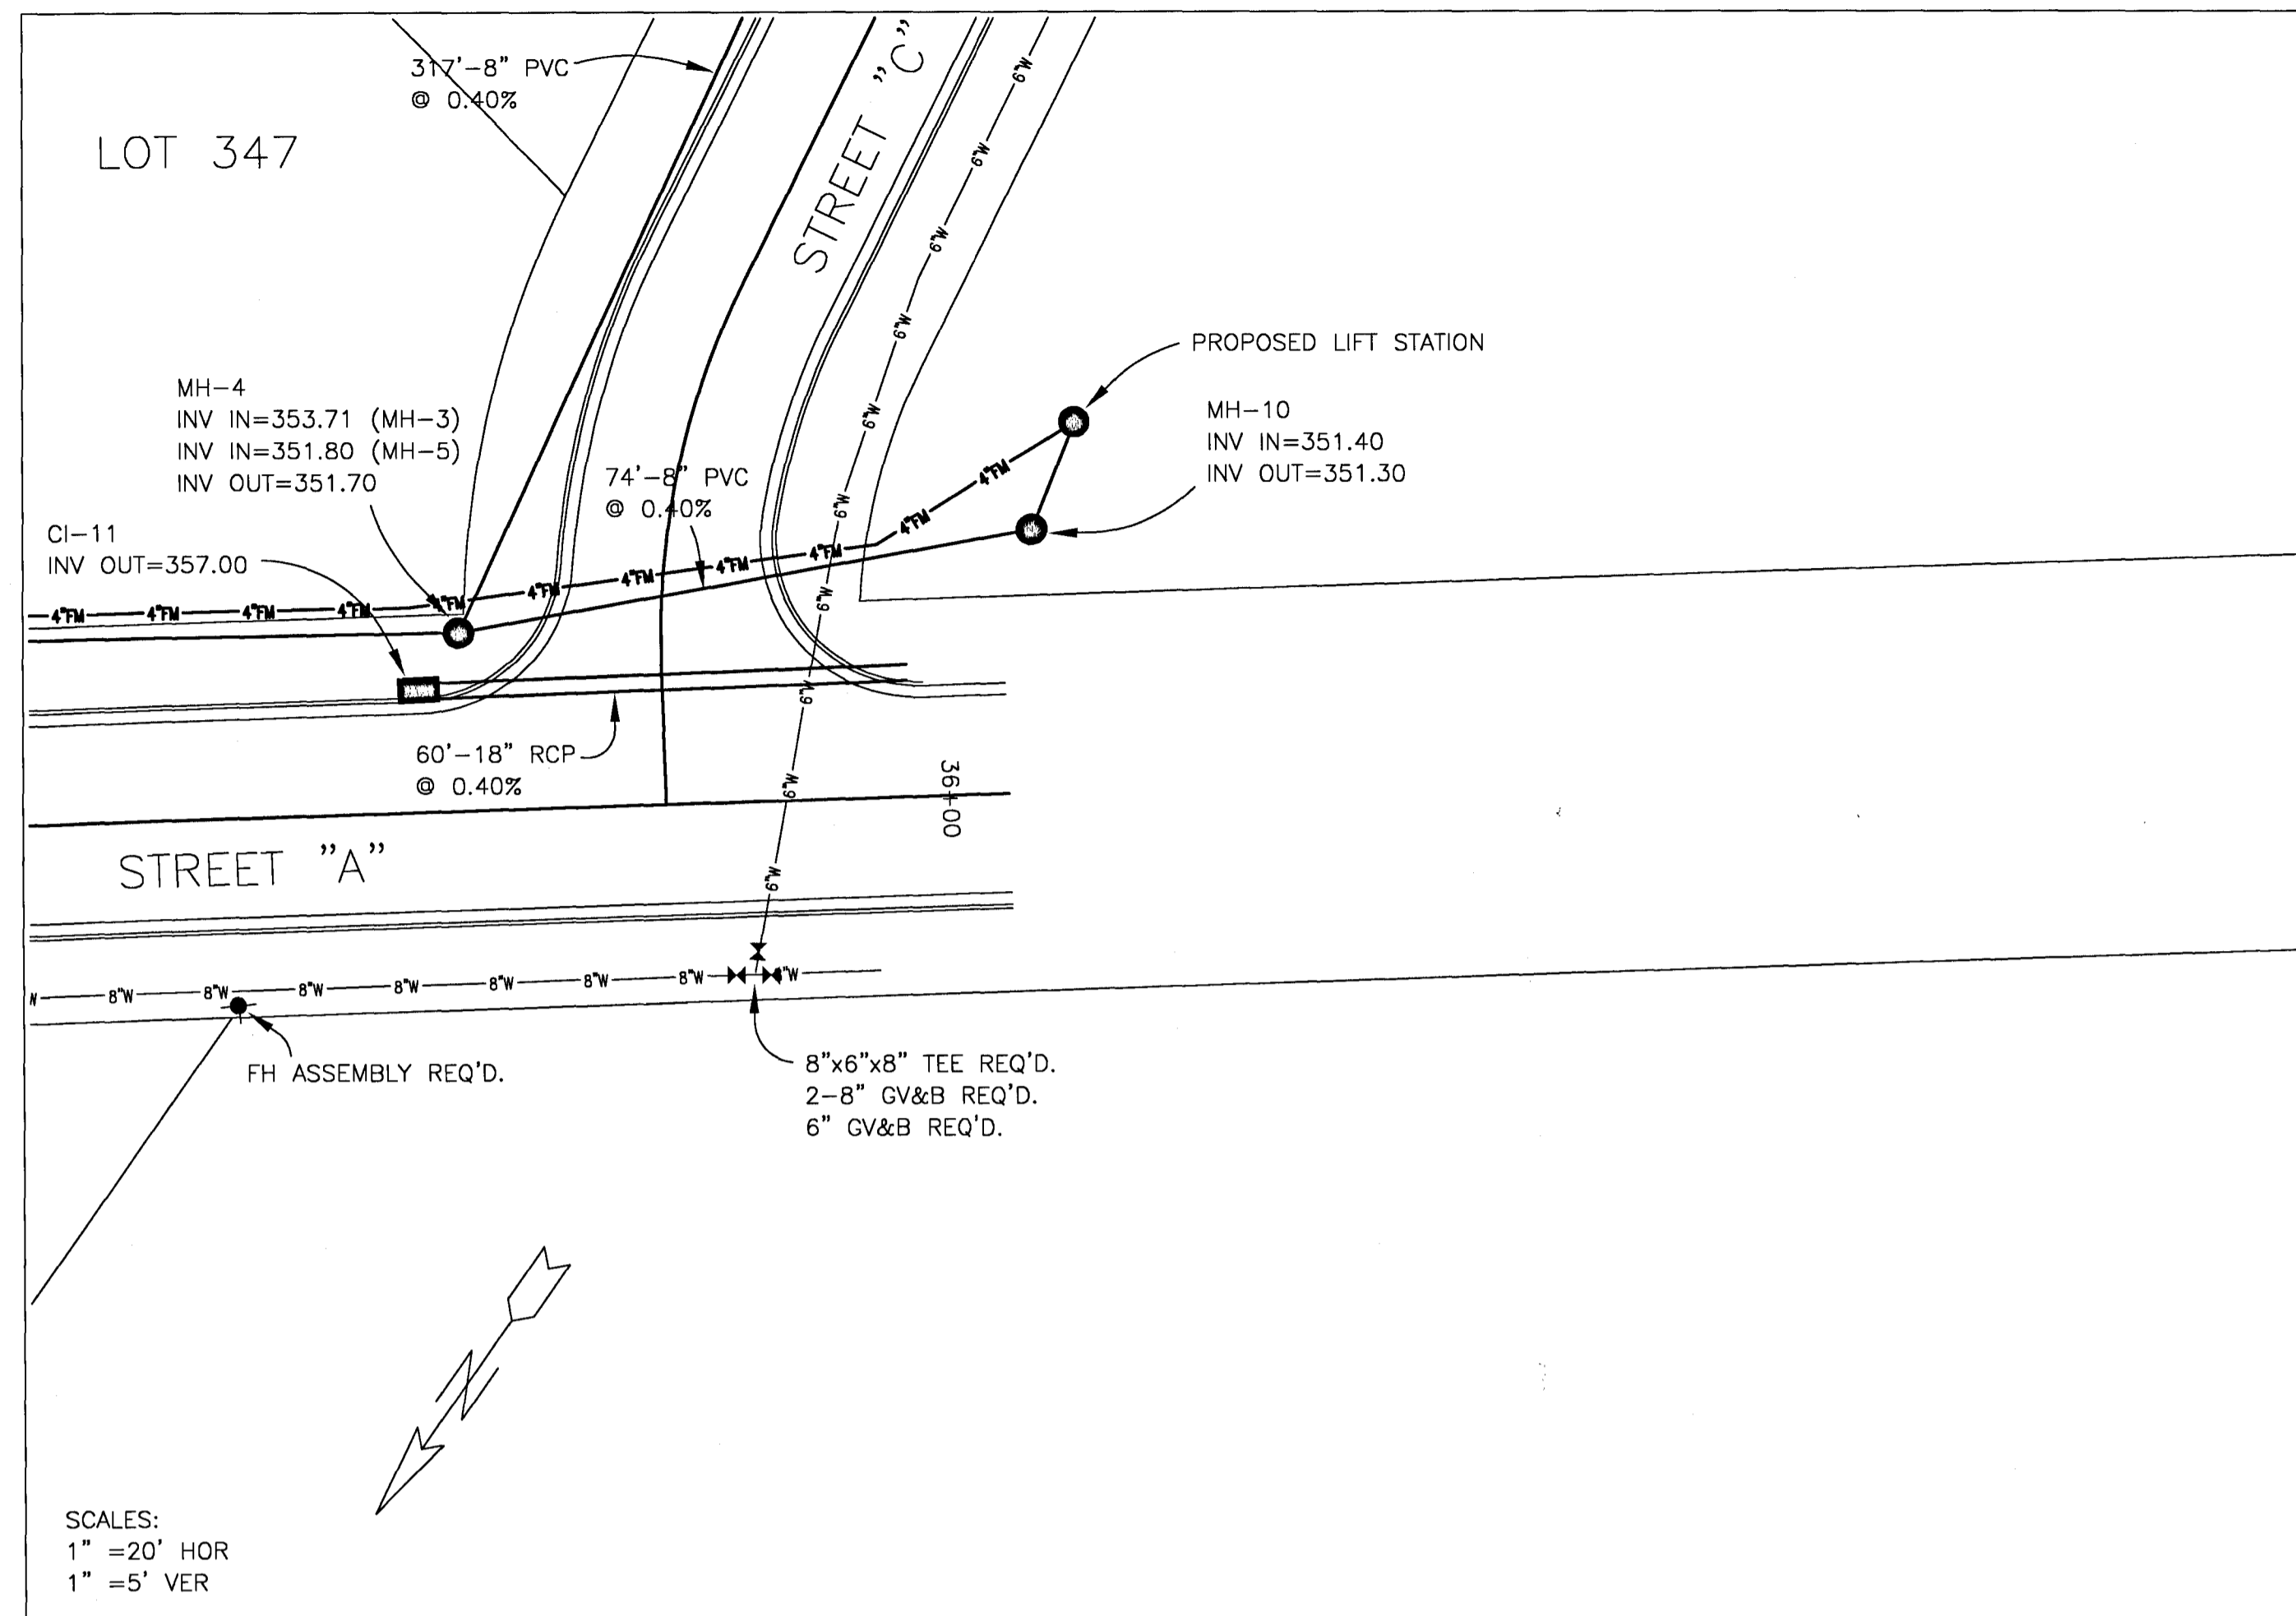 317'-8" PVC
@ 0.40%
LOT 347
STREET "C"
6"W
6"W
6"W
6"W
6"W
6"W
6"W
6"W
6"W
6"W
PROPOSED LIFT STATION
MH-10
INV IN=351.40
INV OUT=351.30
MH-4
INV IN=353.71 (MH-3)
INV IN=351.80 (MH-5)
INV OUT=351.70
74'-8" PVC
@ 0.40%
CI-11
INV OUT=357.00
4"FM 4"FM 4"FM 4"FM 4"FM 4"FM 4"FM 4"FM 4"FM 4"FM 4"FM
60'-18" RCP
@ 0.40%
36+00
STREET "A"
8"W 8"W 8"W 8"W 8"W 8"W 8"W
FH ASSEMBLY REQ'D.
8"x6"x8" TEE REQ'D.
2-8" GV&B REQ'D.
6" GV&B REQ'D.
SCALES:
1" =20' HOR
1" =5' VER